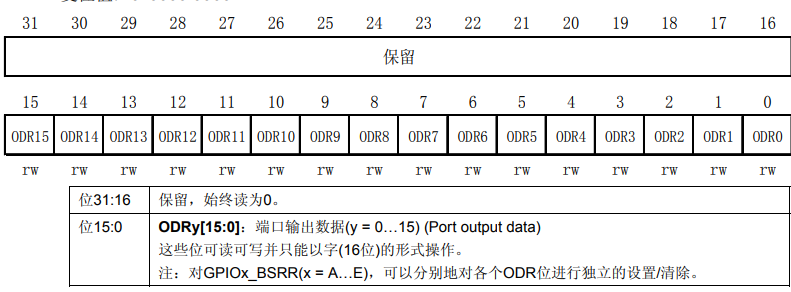 31 30 29 28 27 26 25 24 23 22 21 20 19 18 17 16
保留
15 14 13 12 11 10 9 8 7 6 5 4 3 2 1 0
ODR15 ODR14 ODR13 ODR12 ODR11 ODR10 ODR9 ODR8 ODR7 ODR6 ODR5 ODR4 ODR3 ODR2 ODR1 ODR0
rw rw rw rw rw rw rw rw rw rw rw rw rw rw rw rw
位31:16 保留，始终读为0。
位15:0 ODRy[15:0]：端口输出数据(y = 0…15) (Port output data)
这些位可读可写并只能以字(16位)的形式操作。
注：对GPIOx_BSRR(x = A…E)，可以分别地对各个ODR位进行独立的设置/清除。